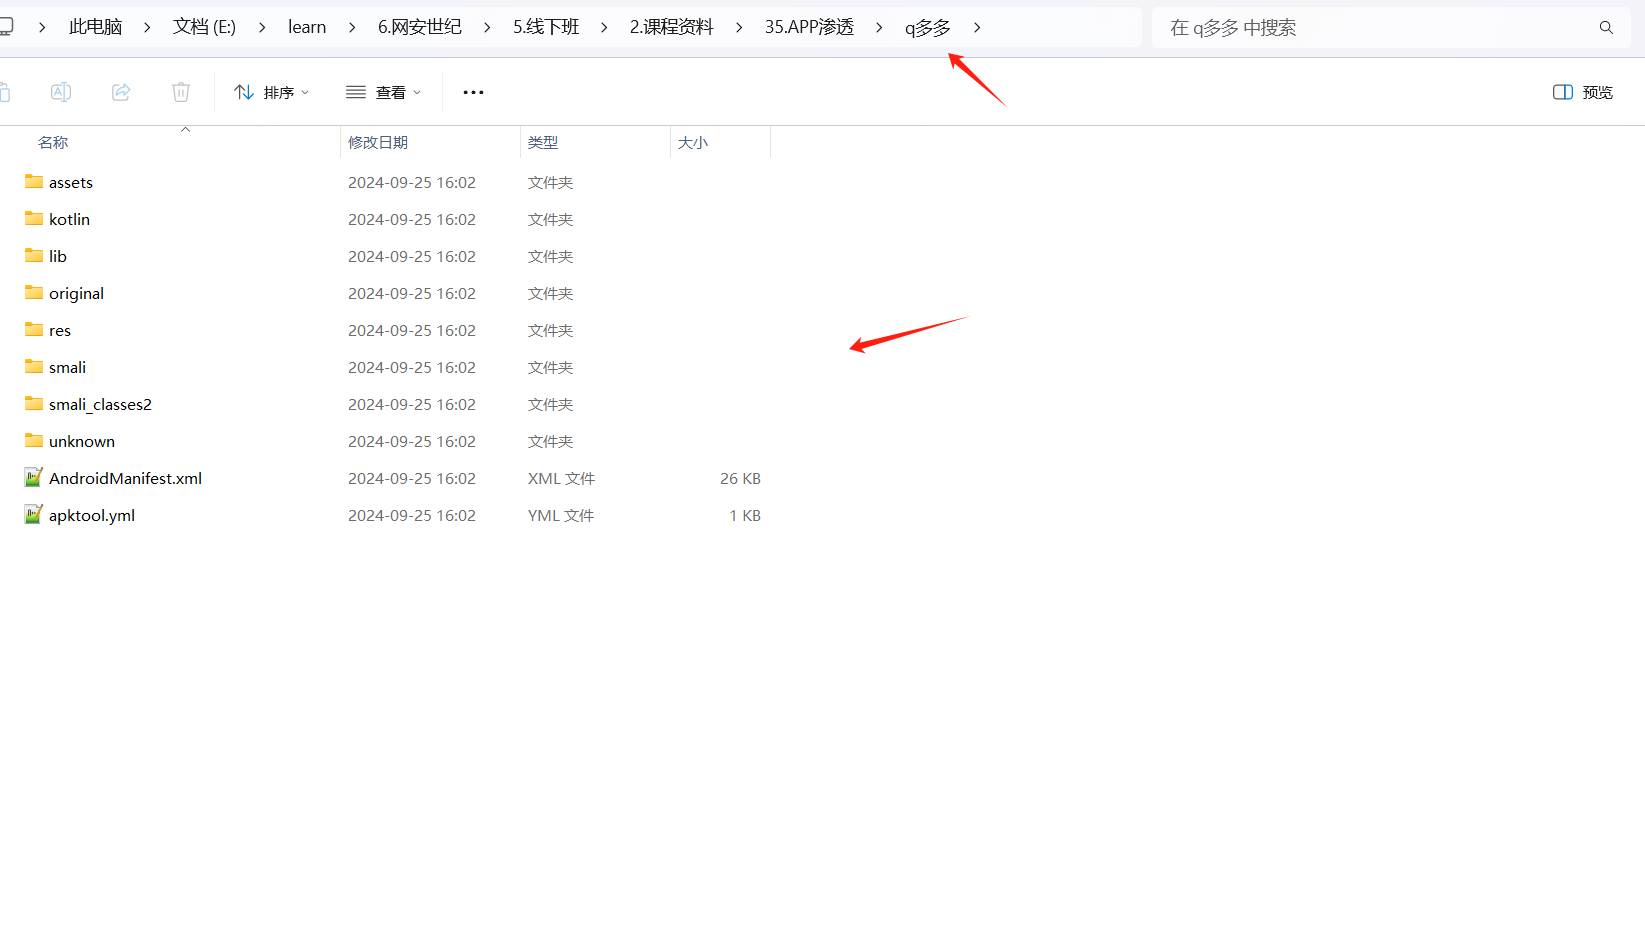 此电脑 文档 (E:) learn 6.网安世纪 5.线下班 2.课程资料 35.APP渗透 q多多 在 q多多 中搜索
排序 查看 ... 预览
名称 修改日期 类型 大小
assets 2024-09-25 16:02 文件夹
kotlin 2024-09-25 16:02 文件夹
lib 2024-09-25 16:02 文件夹
original 2024-09-25 16:02 文件夹
res 2024-09-25 16:02 文件夹
smali 2024-09-25 16:02 文件夹
smali_classes2 2024-09-25 16:02 文件夹
unknown 2024-09-25 16:02 文件夹
AndroidManifest.xml 2024-09-25 16:02 XML 文件 26 KB
apktool.yml 2024-09-25 16:02 YML 文件 1 KB